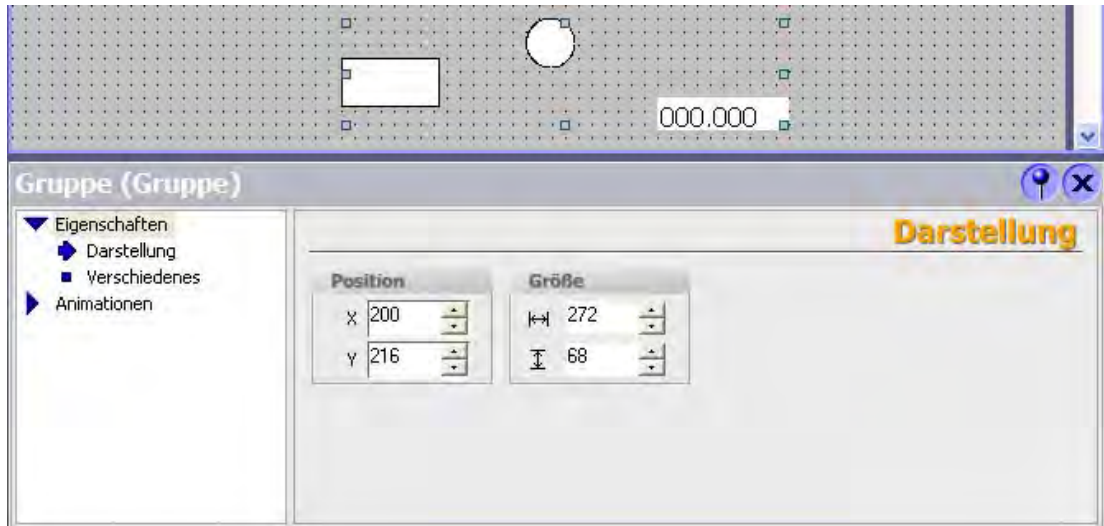 000.000
Gruppe (Gruppe)
Eigenschaften
Darstellung
Verschiedenes
Animationen
Darstellung
Position
X 200
Y 216
Größe
272
68